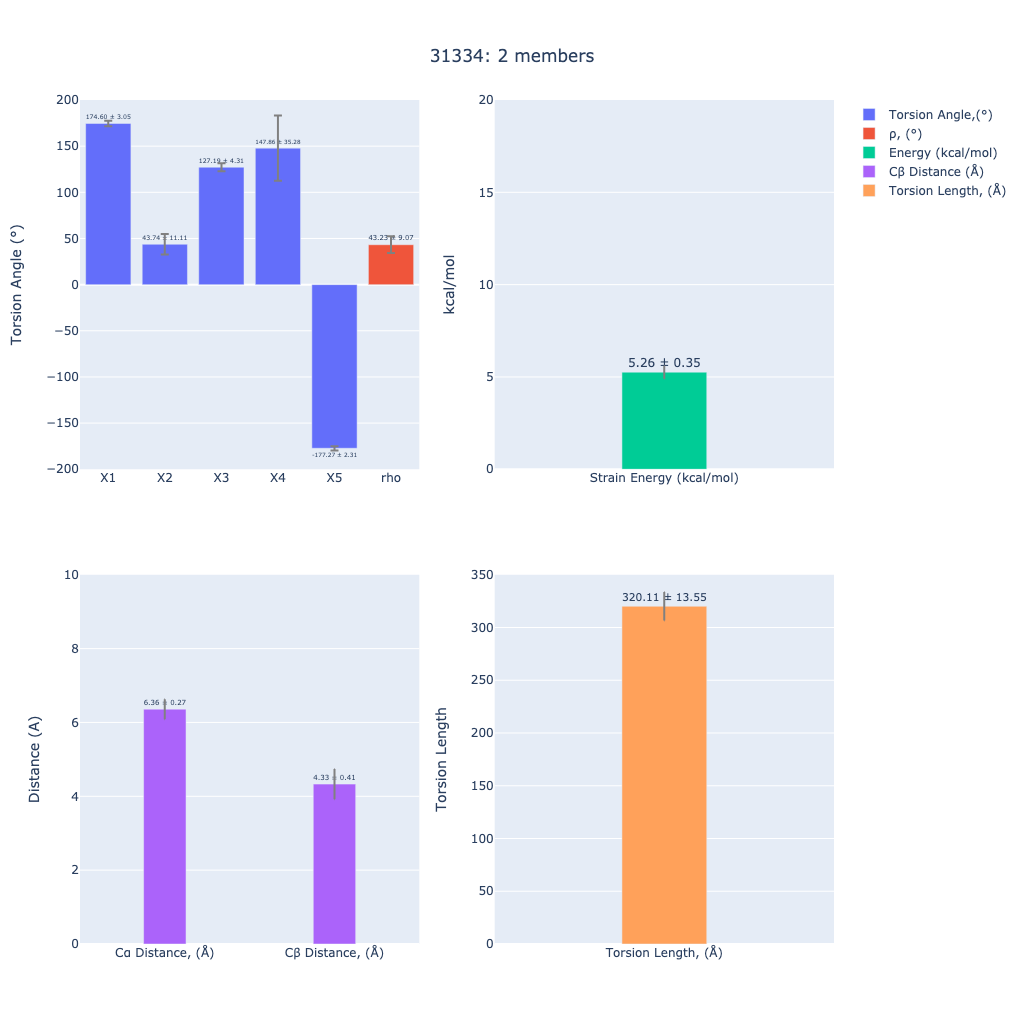 31334: 2 members
Torsion Angle (°)
200
150
100
50
0
−50
−100
−150
−200
174.60 ± 3.05
43.74 ± 11.11
127.19 ± 4.31
147.86 ± 35.28
-177.27 ± 2.31
43.23 ± 9.07
X1 X2 X3 X4 X5 rho
kcal/mol
20
15
10
5
0
5.26 ± 0.35
Strain Energy (kcal/mol)
Torsion Angle,(°)
ρ, (°)
Energy (kcal/mol)
Cβ Distance (Å)
Torsion Length, (Å)
Distance (A)
10
8
6
4
2
0
6.36 ± 0.27
4.33 ± 0.41
Cα Distance, (Å) Cβ Distance, (Å)
Torsion Length
350
300
250
200
150
100
50
0
320.11 ± 13.55
Torsion Length, (Å)